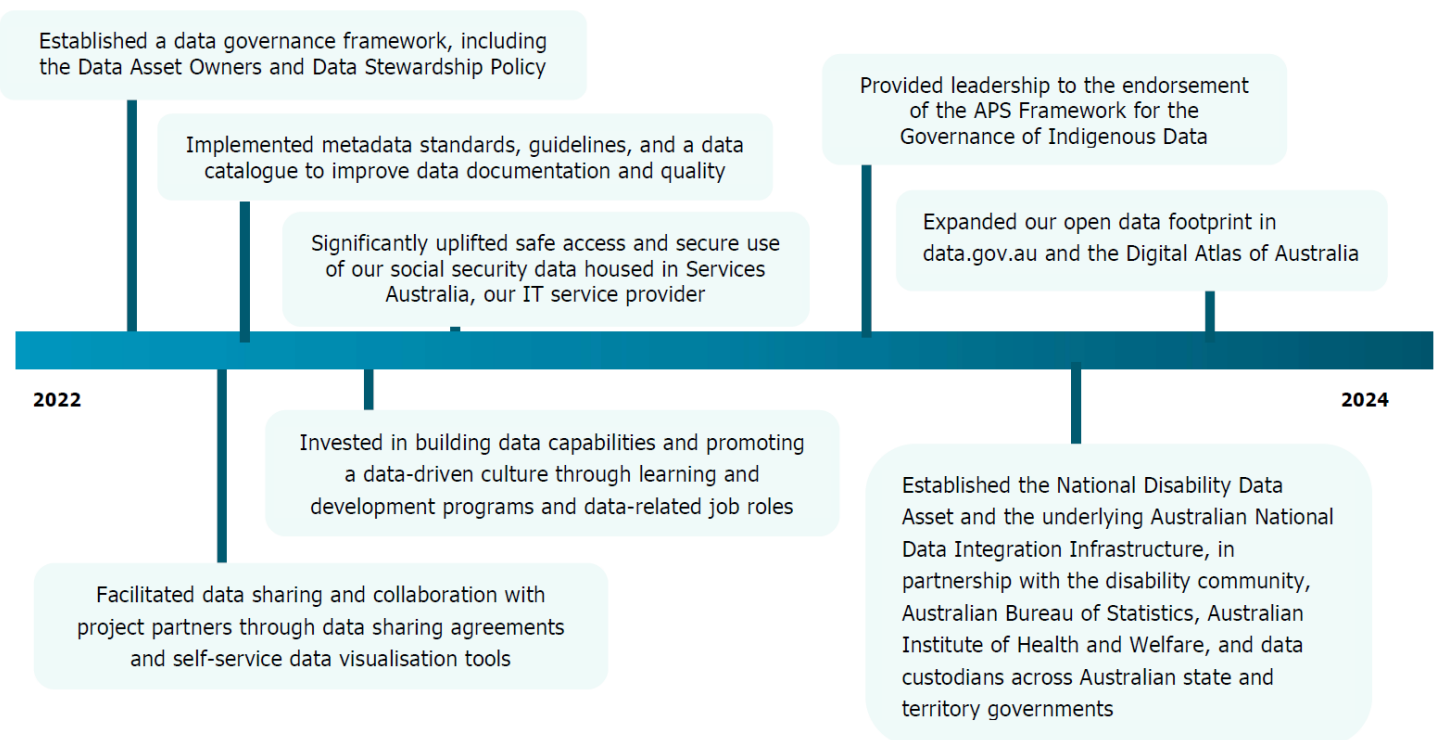 Established a data governance framework, including
the Data Asset Owners and Data Stewardship Policy
Implemented metadata standards, guidelines, and a data
catalogue to improve data documentation and quality
Significantly uplifted safe access and secure use
of our social security data housed in Services
Australia, our IT service provider
Provided leadership to the endorsement
of the APS Framework for the
Governance of Indigenous Data
Expanded our open data footprint in
data.gov.au and the Digital Atlas of Australia
2022
2024
Invested in building data capabilities and promoting
a data-driven culture through learning and
development programs and data-related job roles
Facilitated data sharing and collaboration with
project partners through data sharing agreements
and self-service data visualisation tools
Established the National Disability Data
Asset and the underlying Australian National
Data Integration Infrastructure, in
partnership with the disability community,
Australian Bureau of Statistics, Australian
Institute of Health and Welfare, and data
custodians across Australian state and
territory governments